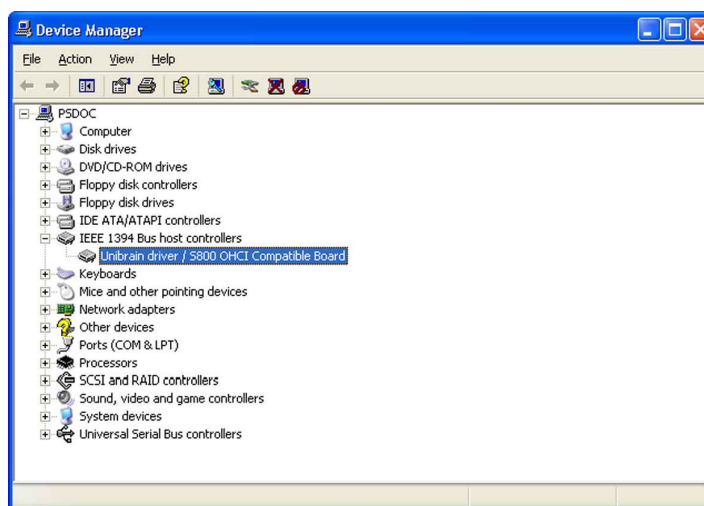 Device Manager
File Action View Help
PSDOC
Computer
Disk drives
DVD/CD-ROM drives
Floppy disk controllers
Floppy disk drives
IDE ATA/ATAPI controllers
IEEE 1394 Bus host controllers
Unibrain driver / S800 OHCI Compatible Board
Keyboards
Mice and other pointing devices
Network adapters
Other devices
Ports (COM & LPT)
Processors
SCSI and RAID controllers
Sound, video and game controllers
System devices
Universal Serial Bus controllers